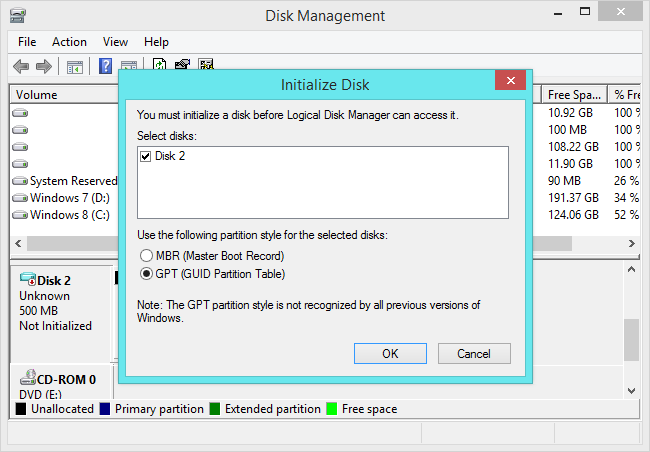 Disk Management
File Action View Help
Volume Free Spa... % Fre
10.92 GB 100 %
100 MB 100 %
108.22 GB 100 %
11.90 GB 100 %
System Reserved 90 MB 26 %
Windows 7 (D:) 191.37 GB 34 %
Windows 8 (C:) 124.06 GB 52 %
Initialize Disk
You must initialize a disk before Logical Disk Manager can access it.
Select disks:
Disk 2
Use the following partition style for the selected disks:
MBR (Master Boot Record)
GPT (GUID Partition Table)
Note: The GPT partition style is not recognized by all previous versions of
Windows.
OK Cancel
Disk 2
Unknown
500 MB
Not Initialized
CD-ROM 0
DVD (E:)
Unallocated Primary partition Extended partition Free space